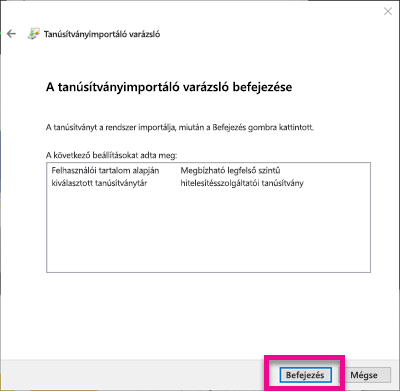 Tanúsítványimportáló varázsló
A tanúsítványimportáló varázsló befejezése
A tanúsítványt a rendszer importálja, miután a Befejezés gombra kattintott.
A következő beállításokat adta meg:
Felhasználói tartalom alapján Megbízható legfelső szintű
kiválasztott tanúsítványtár hitelesítésszolgáltatói tanúsítvány
Befejezés Mégse